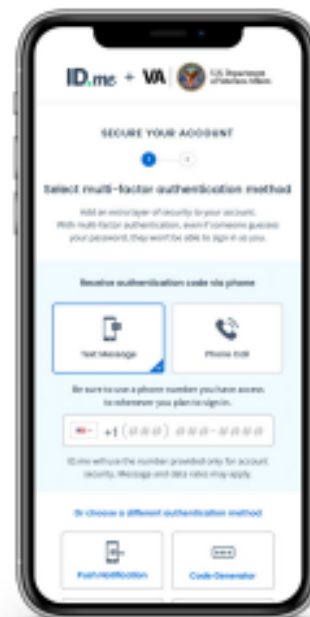 ID.me + VA U.S. Department
of Veterans Affairs
SECURE YOUR ACCOUNT
1 2
Select multi-factor authentication method
Add an extra layer of security to your account.
With multi-factor authentication, even if someone guesses
your password, they won't be able to sign in as you.
Receive authentication code via phone
Text Message Phone Call
Be sure to use a phone number you have access
to whenever you plan to sign in.
+1 (###) ###-####
ID.me will use the number provided only for account
security. Message and data rates may apply.
Or choose a different authentication method
Push Notification Code Generator